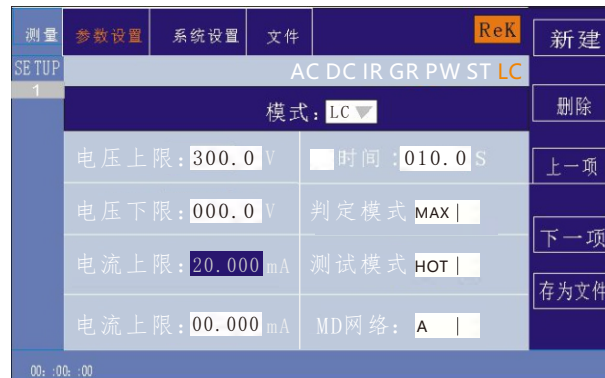 测量 参数设置 系统设置 文件 ReK 新建
SETUP AC DC IR GR PW ST LC
1
模式：LC
删除
电压上限：300.0 V 时间：010.0 S
上一项
电压下限：000.0 V 判定模式 MAX |
下一项
电流上限：20.000 mA 测试模式 HOT |
存为文件
电流上限：00.000 mA MD网络： A |
00：:00：:00